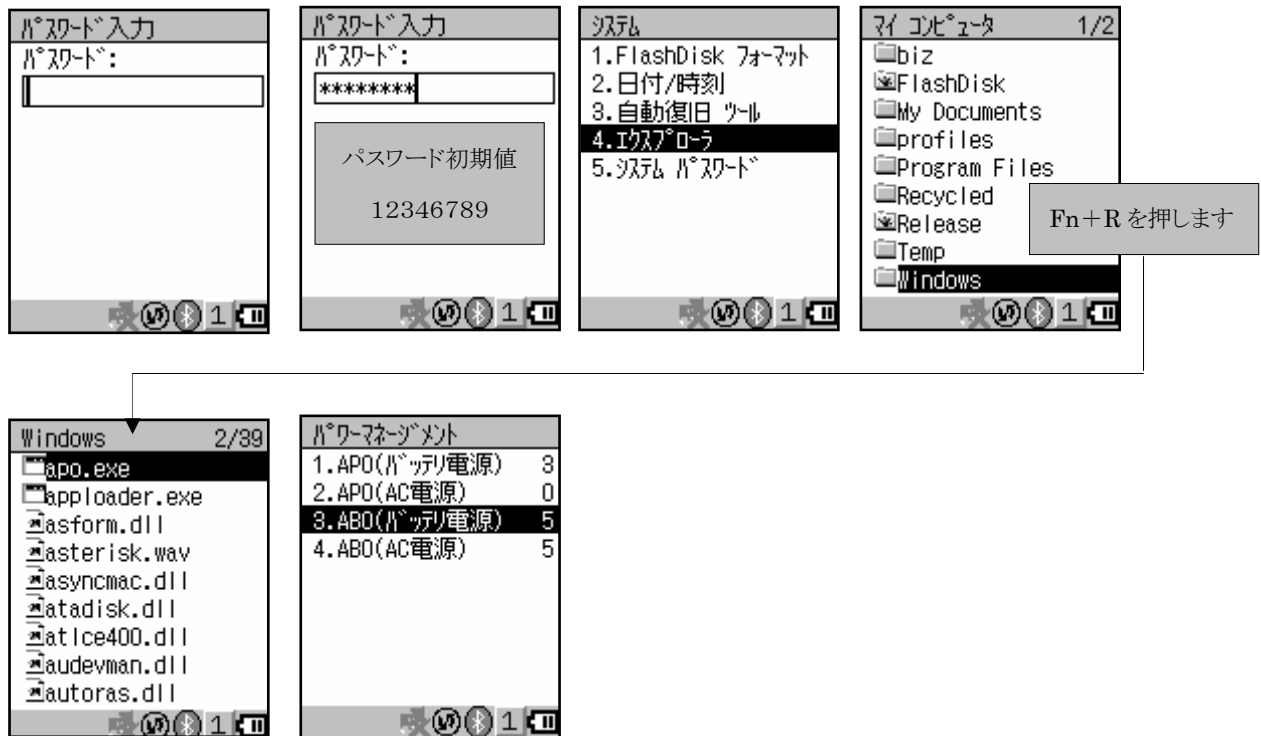 ﾊﾟｽﾜｰﾄﾞ入力
ﾊﾟｽﾜｰﾄﾞ:
ﾊﾟｽﾜｰﾄﾞ入力
ﾊﾟｽﾜｰﾄﾞ:
********
パスワード初期値
12346789
1
1
ｼｽﾃﾑ
1.FlashDisk ﾌｫｰﾏｯﾄ
2.日付/時刻
3.自動復旧 ﾂｰﾙ
4.ｴｸｽﾌﾟﾛｰﾗ
5.ｼｽﾃﾑ ﾊﾟｽﾜｰﾄﾞ
1
ﾏｲ ｺﾝﾋﾟｭｰﾀ 1/2
biz
FlashDisk
My Documents
profiles
Program Files
Recycled
Release
Temp
Windows
1
Fn＋R を押します
Windows 2/39
apo.exe
apploader.exe
asform.dll
asterisk.wav
asyncmac.dll
atadisk.dll
atlce400.dll
audevman.dll
autoras.dll
1
ﾊﾟﾜｰﾏﾈｰｼﾞﾒﾝﾄ
1.APO(ﾊﾞｯﾃﾘ電源) 3
2.APO(AC電源) 0
3.ABO(ﾊﾞｯﾃﾘ電源) 5
4.ABO(AC電源) 5
1